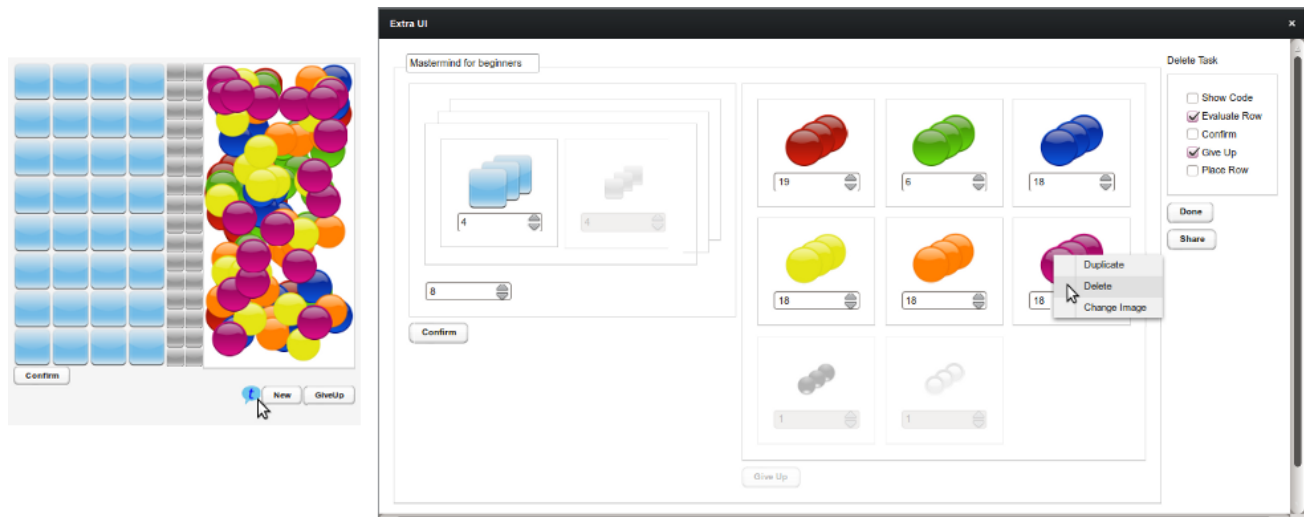 Confirm
t
New
GiveUp
Extra UI
×
Mastermind for beginners
4
4
8
Confirm
19
6
18
18
18
18
Duplicate
Delete
Change Image
1
1
Give Up
Delete Task
Show Code
Evaluate Row
Confirm
Give Up
Place Row
Done
Share